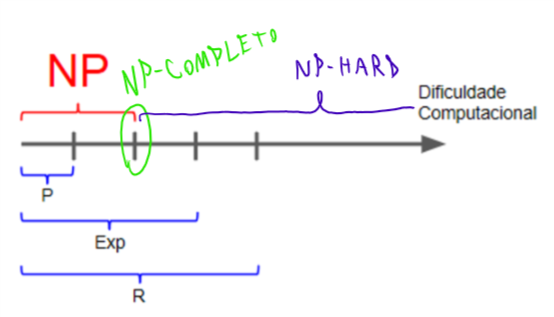 NP
NP-COMPLETO
NP-HARD
Dificuldade
Computacional
P
Exp
R